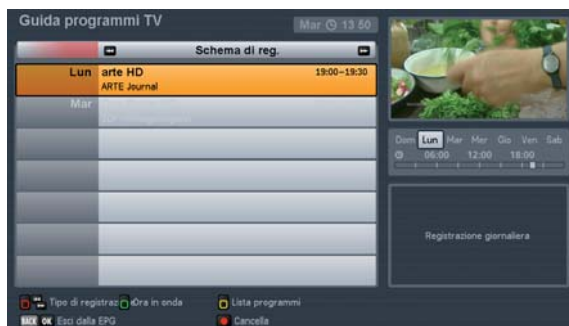 Guida programmi TV
Mar 13 50
Schema di reg.
Lun arte HD 19:00-19:30
ARTE Journal
Mar
Dom Lun Mar Mer Gio Ven Sab
06:00 12:00 18:00
Registrazione giornaliera
Tipo di registraz Ora in onda Lista programmi
BACK OK Esci dalla EPG Cancella